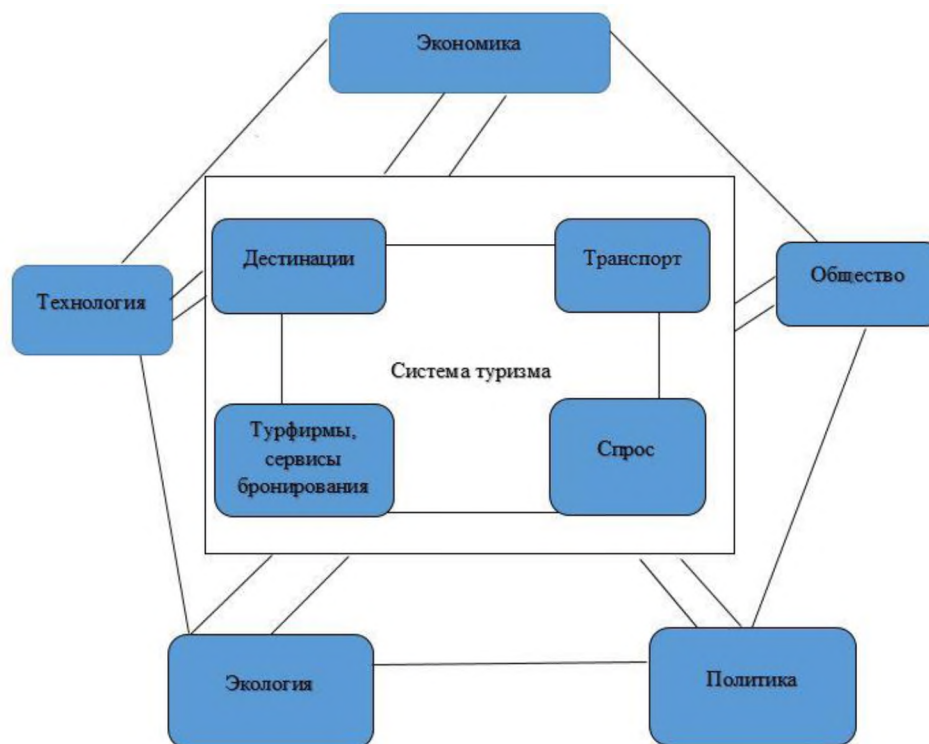 Экономика
Дестинации
Транспорт
Технология
Общество
Система туризма
Турфирмы,
сервисы
бронирования
Спрос
Экология
Политика